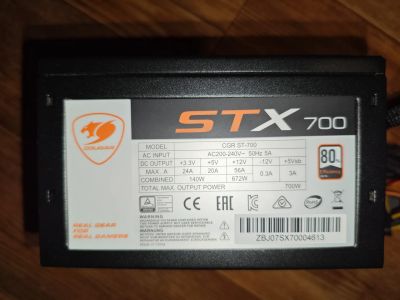 COUGAR
STX 700
MODEL CGR ST-700
AC INPUT AC200-240V~ 50Hz 5A
DC OUTPUT +3.3V +5V +12V -12V +5Vsb
MAX. A 24A 20A 56A 0.3A 3A
COMBINED 140W 672W
TOTAL MAX. OUTPUT POWER 700W
80
REAL GEAR
FOR
REAL GAMERS
ZBJ07SX70004613